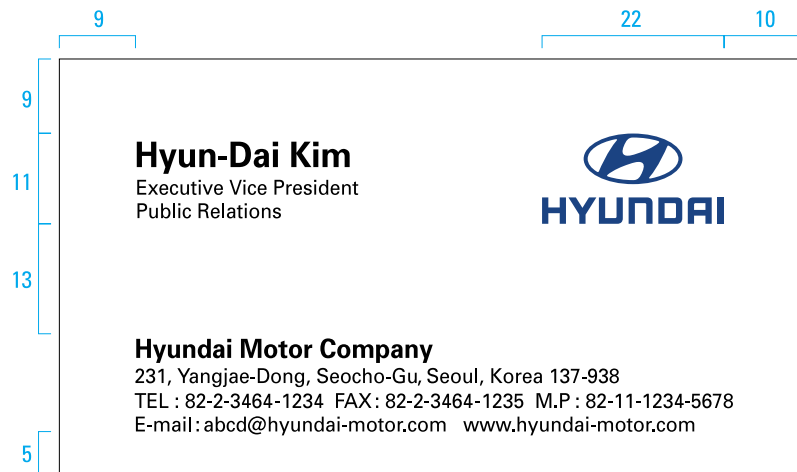 9 22 10
9
Hyun-Dai Kim
Executive Vice President
11
Public Relations
HYUNDAI
13
Hyundai Motor Company
231, Yangjae-Dong, Seocho-Gu, Seoul, Korea 137-938
TEL : 82-2-3464-1234 FAX : 82-2-3464-1235 M.P : 82-11-1234-5678
E-mail : abcd@hyundai-motor.com www.hyundai-motor.com
5